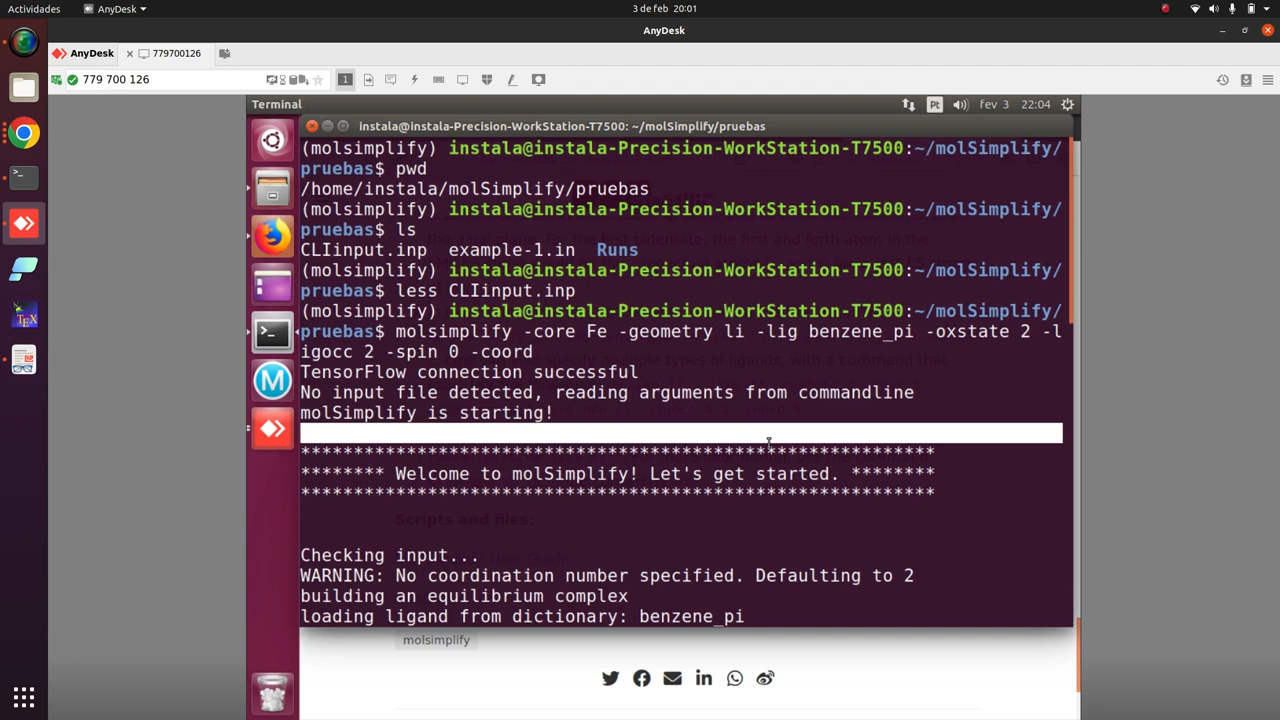 Actividades AnyDesk 3 de feb 20:01
AnyDesk
AnyDesk 779700126
779 700 126 1
Terminal Pt fev 3 22:04
instala@instala-Precision-WorkStation-T7500: ~/molSimplify/pruebas
(molsimplify) instala@instala-Precision-WorkStation-T7500:~/molSimplify/
pruebas$ pwd
/home/instala/molSimplify/pruebas
(molsimplify) instala@instala-Precision-WorkStation-T7500:~/molSimplify/
pruebas$ ls
CLIinput.inp example-1.in Runs
(molsimplify) instala@instala-Precision-WorkStation-T7500:~/molSimplify/
pruebas$ less CLIinput.inp
(molsimplify) instala@instala-Precision-WorkStation-T7500:~/molSimplify/
pruebas$ molsimplify -core Fe -geometry li -lig benzene_pi -oxstate 2 -l
igocc 2 -spin 0 -coord
TensorFlow connection successful
No input file detected, reading arguments from commandline
molSimplify is starting!
*************************************************************
******** Welcome to molSimplify! Let's get started. ********
*************************************************************
Scripts and files:
Checking input...
WARNING: No coordination number specified. Defaulting to 2
building an equilibrium complex
loading ligand from dictionary: benzene_pi
molsimplify